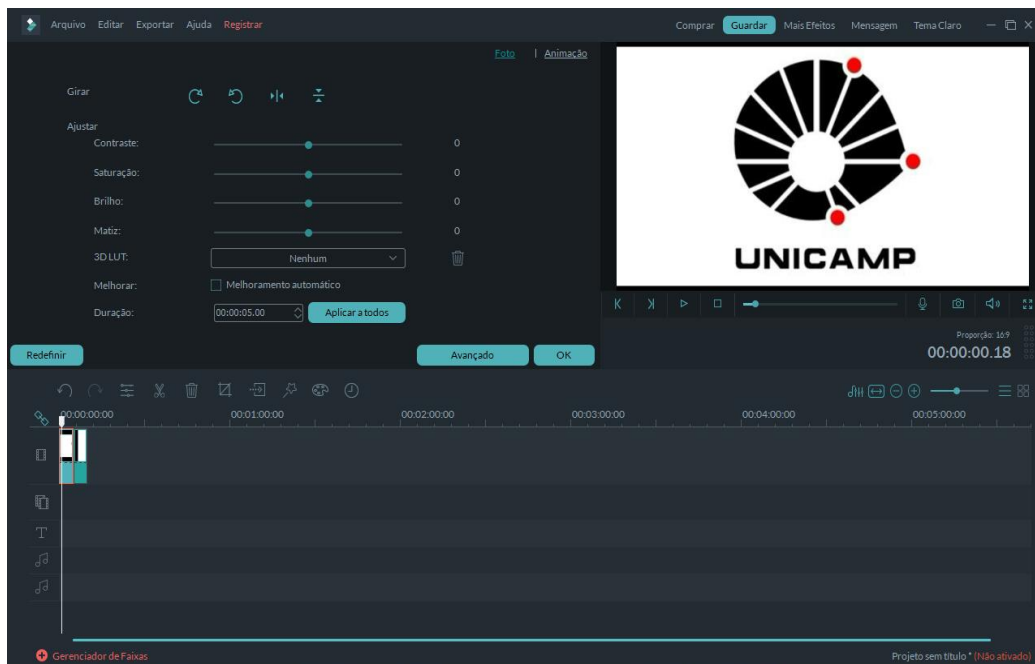 Arquivo Editar Exportar Ajuda Registrar Comprar Guardar Mais Efeitos Mensagem Tema Claro
Foto | Animação
Girar
Ajustar
Contraste: 0
Saturação: 0
Brilho: 0
Matiz: 0
3D LUT: Nenhum
Melhorar: Melhoramento automático
Duração: 00:00:05.00 Aplicar a todos
Redefinir Avançado OK
UNICAMP
Proporção: 16:9
00:00:00.18
00:00:00:00 00:01:00:00 00:02:00:00 00:03:00:00 00:04:00:00 00:05:00:00
T
Gerenciador de Faixas Projeto sem título * (Não ativado)